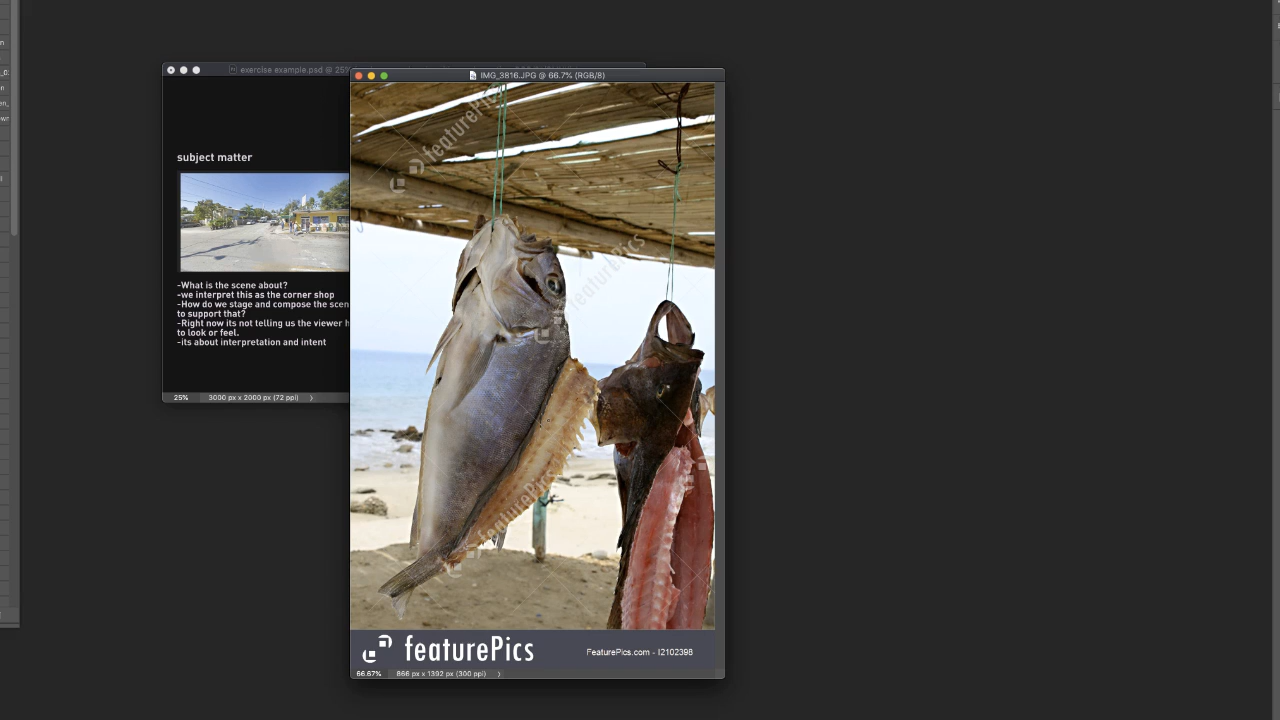 exercise example.psd @ 25%
IMG_3816.JPG @ 66.7% (RGB/8)
subject matter
-What is the scene about?
-we interpret this as the corner shop
-How do we stage and compose the scen
to support that?
-Right now its not telling us the viewer h
to look or feel.
-its about interpretation and intent
25%
3000 px x 2000 px (72 ppi)
featurePics
featurePics
featurePics
featurePics
FeaturePics.com - I2102398
66.67%
866 px x 1392 px (300 ppi)